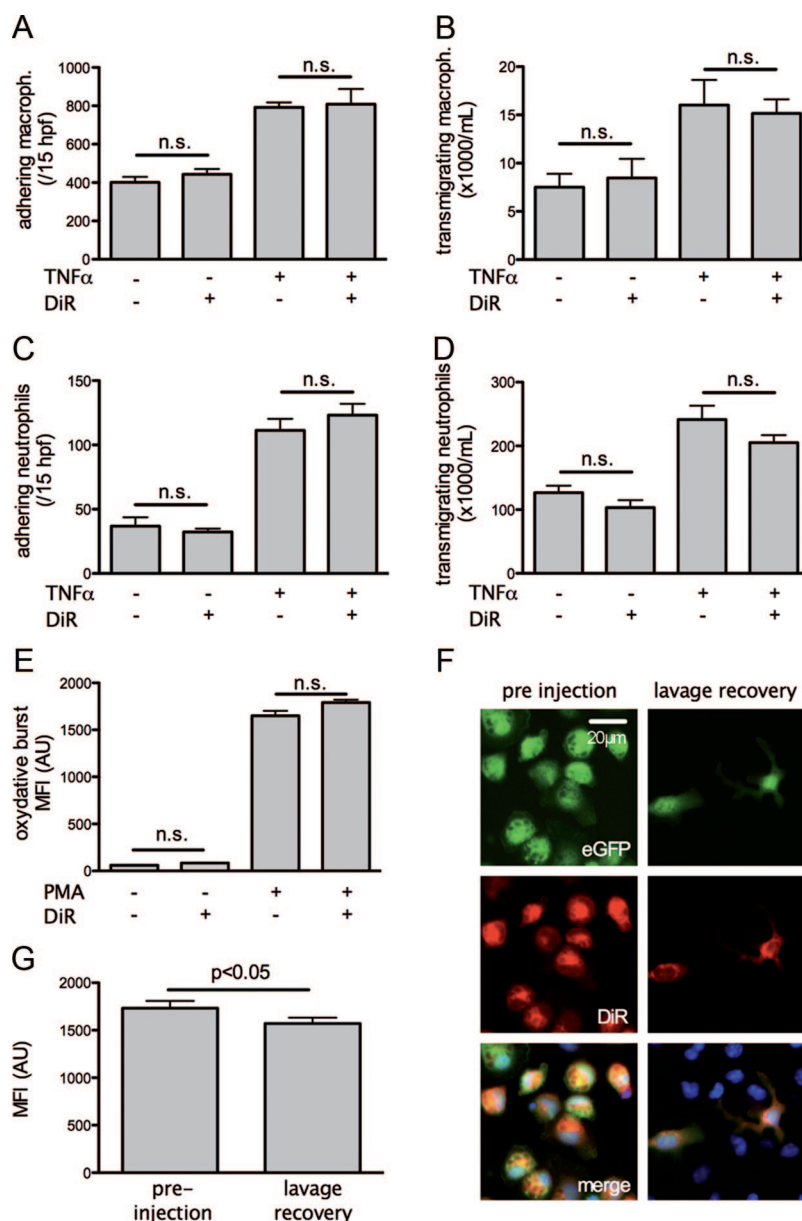 A
adhering macroph.
(/15 hpf)
1000
800
600
400
200
0
n.s.
n.s.
TNFα - - + +
DiR - + - +
B
transmigrating macroph.
(x1000/mL)
20
15
10
5
0
n.s.
n.s.
TNFα - - + +
DiR - + - +
C
adhering neutrophils
(/15 hpf)
150
100
50
0
n.s.
n.s.
TNFα - - + +
DiR - + - +
D
transmigrating neutrophils
(x1000/mL)
300
200
100
0
n.s.
n.s.
TNFα - - + +
DiR - + - +
E
oxydative burst
MFI (AU)
2000
1500
1000
500
0
n.s.
n.s.
PMA - - + +
DiR - + - +
F
pre injection lavage recovery
20µm
eGFP
DiR
merge
G
MFI (AU)
2000
1500
1000
500
0
p<0.05
pre-
injection
lavage
recovery